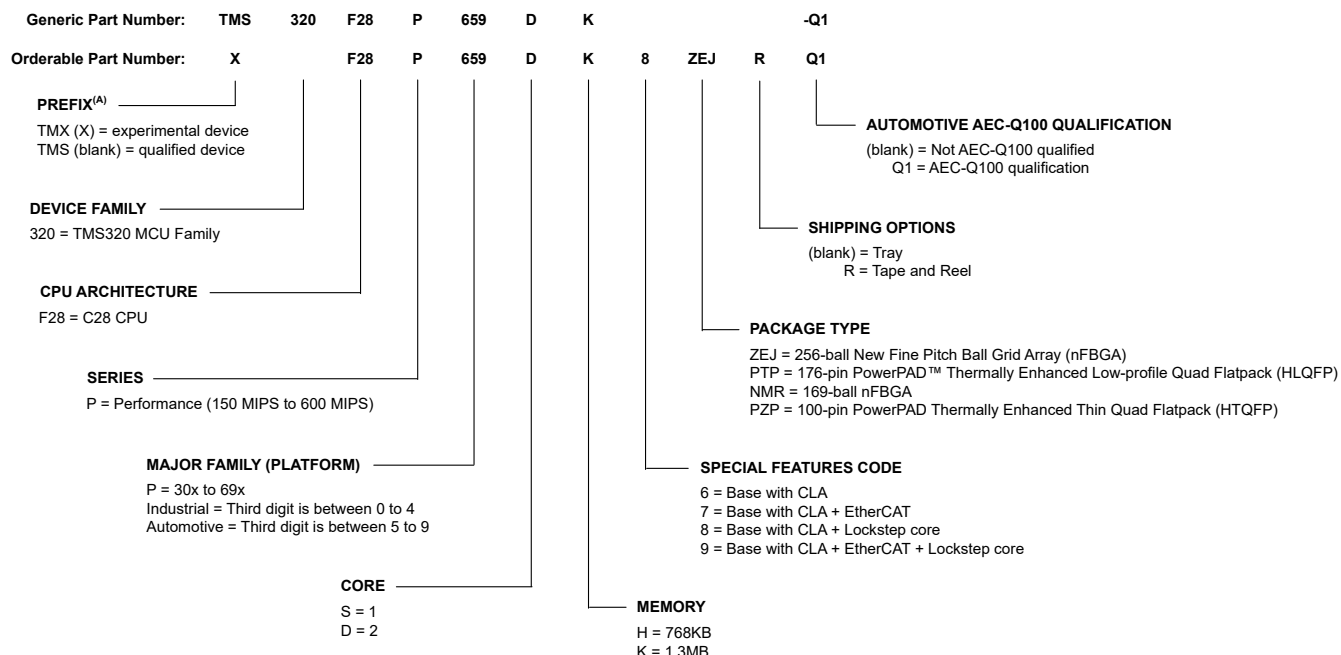 Generic Part Number: TMS 320 F28 P 659 D K -Q1
Orderable Part Number: X F28 P 659 D K 8 ZEJ R Q1
PREFIX(A)
TMX (X) = experimental device
TMS (blank) = qualified device
AUTOMOTIVE AEC-Q100 QUALIFICATION
(blank) = Not AEC-Q100 qualified
Q1 = AEC-Q100 qualification
DEVICE FAMILY
320 = TMS320 MCU Family
SHIPPING OPTIONS
(blank) = Tray
R = Tape and Reel
CPU ARCHITECTURE
F28 = C28 CPU
PACKAGE TYPE
ZEJ = 256-ball New Fine Pitch Ball Grid Array (nFBGA)
PTP = 176-pin PowerPAD™ Thermally Enhanced Low-profile Quad Flatpack (HLQFP)
NMR = 169-ball nFBGA
PZP = 100-pin PowerPAD Thermally Enhanced Thin Quad Flatpack (HTQFP)
SERIES
P = Performance (150 MIPS to 600 MIPS)
MAJOR FAMILY (PLATFORM)
P = 30x to 69x
Industrial = Third digit is between 0 to 4
Automotive = Third digit is between 5 to 9
SPECIAL FEATURES CODE
6 = Base with CLA
7 = Base with CLA + EtherCAT
8 = Base with CLA + Lockstep core
9 = Base with CLA + EtherCAT + Lockstep core
CORE
S = 1
D = 2
MEMORY
H = 768KB
K = 1.3MB